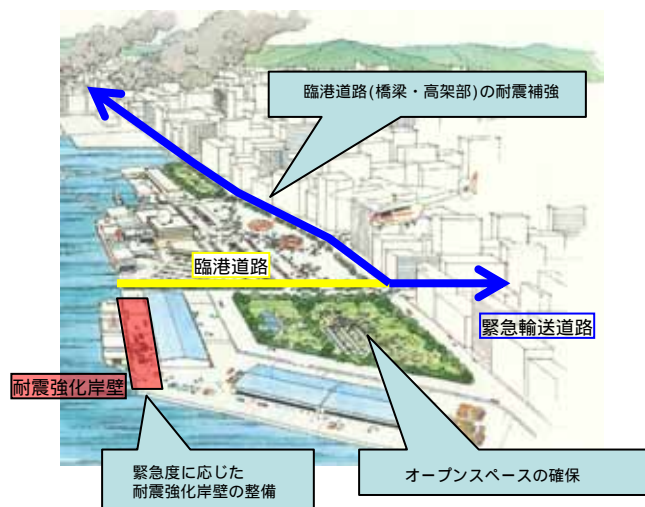 臨港道路(橋梁・高架部)の耐震補強
臨港道路
緊急輸送道路
耐震強化岸壁
緊急度に応じた
耐震強化岸壁の整備
オープンスペースの確保